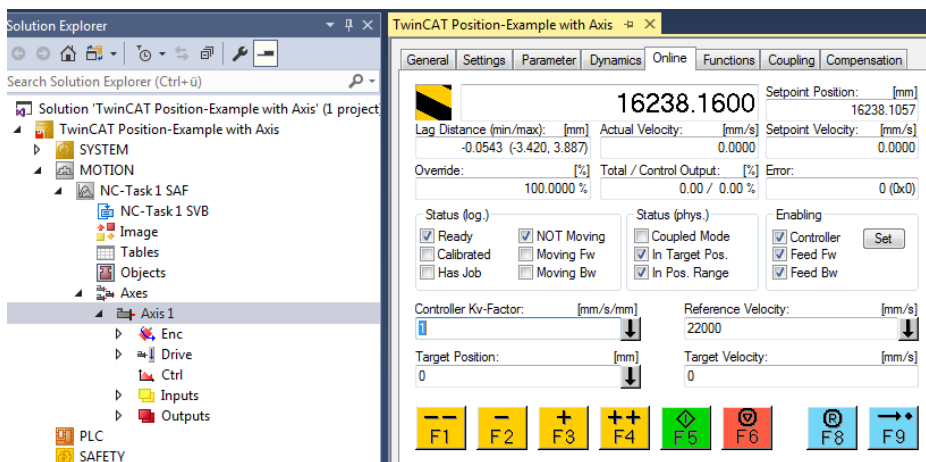 Solution Explorer
Search Solution Explorer (Ctrl+ü)
Solution 'TwinCAT Position-Example with Axis' (1 project
TwinCAT Position-Example with Axis
SYSTEM
MOTION
NC-Task 1 SAF
NC-Task 1 SVB
Image
Tables
Objects
Axes
Axis 1
Enc
Drive
Ctrl
Inputs
Outputs
PLC
SAFETY
TwinCAT Position-Example with Axis
General Settings Parameter Dynamics Online Functions Coupling Compensation
16238.1600
Setpoint Position: [mm]
16238.1057
Lag Distance (min/max): [mm] Actual Velocity: [mm/s] Setpoint Velocity: [mm/s]
-0.0543 (-3.420, 3.887) 0.0000 0.0000
Override: [%] Total / Control Output: [%] Error:
100.0000 % 0.00 / 0.00 % 0 (0x0)
Status (log.) Status (phys.) Enabling
Ready NOT Moving Coupled Mode Controller Set
Calibrated Moving Fw In Target Pos. Feed Fw
Has Job Moving Bw In Pos. Range Feed Bw
Controller Kv-Factor: [mm/s/mm] Reference Velocity: [mm/s]
1 22000
Target Position: [mm] Target Velocity: [mm/s]
0 0
-- - + ++ R
F1 F2 F3 F4 F5 F6 F8 F9